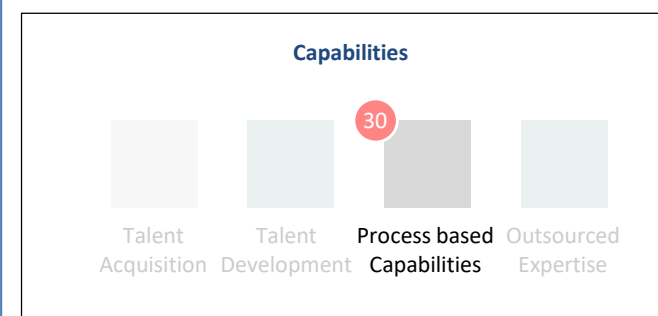 Capabilities
30
Talent Acquisition
Talent Development
Process based Capabilities
Outsourced Expertise